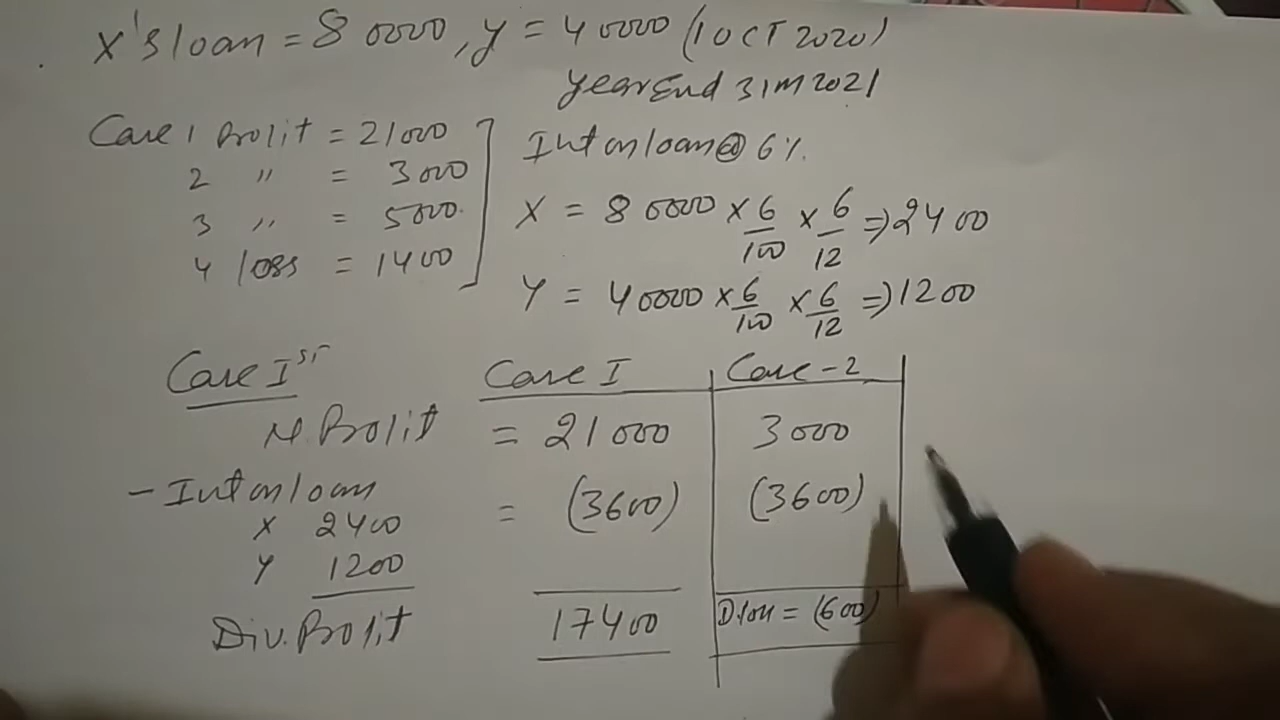 X's loan = 80000, y = 40000 (1 OCT 2020)
year End 31 M 2021
Case 1 Profit = 21000
2 " = 3000
3 " = 5000.
4 loss = 1400
Int on loan @ 6%.
X = 80000 × 6/100 × 6/12 => 2400
Y = 40000 × 6/100 × 6/12 => 1200
Case Ist
Case I
Case - 2
N Profit = 21000 3000
- Int on loan = (3600) (3600)
X 2400
Y 1200
Div. Profit 17400 D loss = (600)